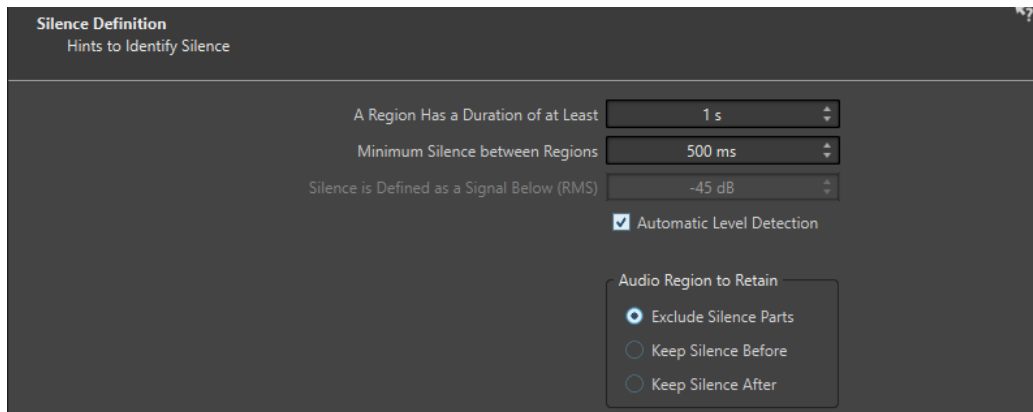 Silence Definition
Hints to Identify Silence
A Region Has a Duration of at Least 1 s
Minimum Silence between Regions 500 ms
Silence is Defined as a Signal Below (RMS) -45 dB
Automatic Level Detection
Audio Region to Retain
Exclude Silence Parts
Keep Silence Before
Keep Silence After